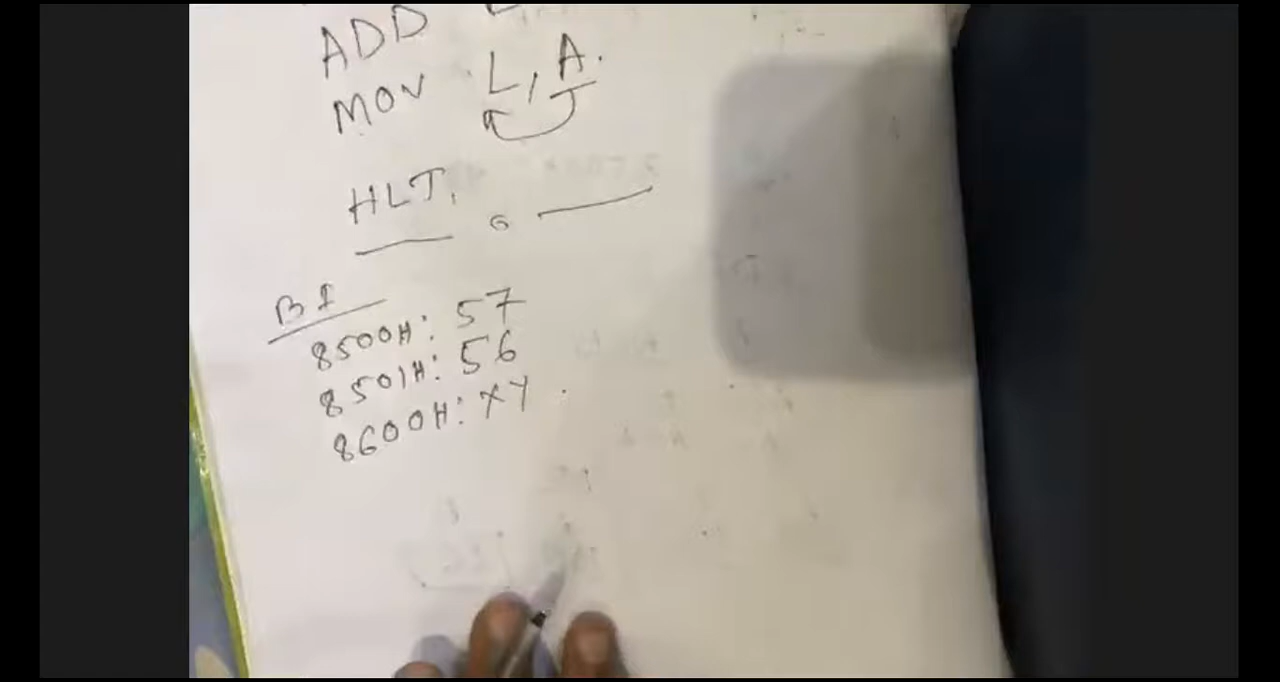 ADD
MOV L, A.
HLT,
BI
8500H: 57
8501H: 56
8600H: XY